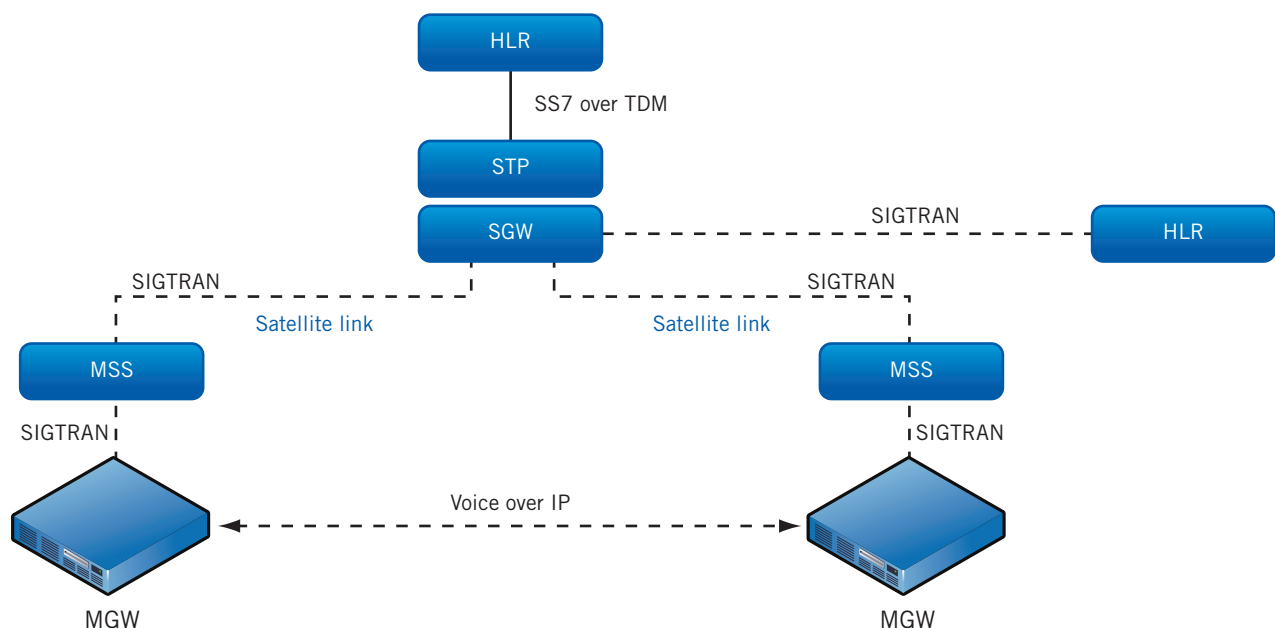 HLR
SS7 over TDM
STP
SGW
SIGTRAN
HLR
SIGTRAN
SIGTRAN
Satellite link
Satellite link
MSS
MSS
SIGTRAN
SIGTRAN
Voice over IP
MGW
MGW